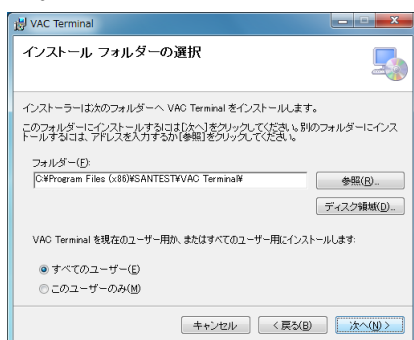 VAC Terminal
インストール フォルダーの選択
インストーラーは次のフォルダーへ VAC Terminal をインストールします。
このフォルダーにインストールするには[次へ]をクリックしてください。別のフォルダーにインス
トールするには、アドレスを入力するか[参照]をクリックしてください。
フォルダー(F):
C:¥Program Files (x86)¥SANTEST¥VAC Terminal¥
参照(R)...
ディスク領域(D)...
VAC Terminal を現在のユーザー用か、またはすべてのユーザー用にインストールします:
すべてのユーザー(E)
このユーザーのみ(M)
キャンセル
< 戻る(B)
次へ(N) >